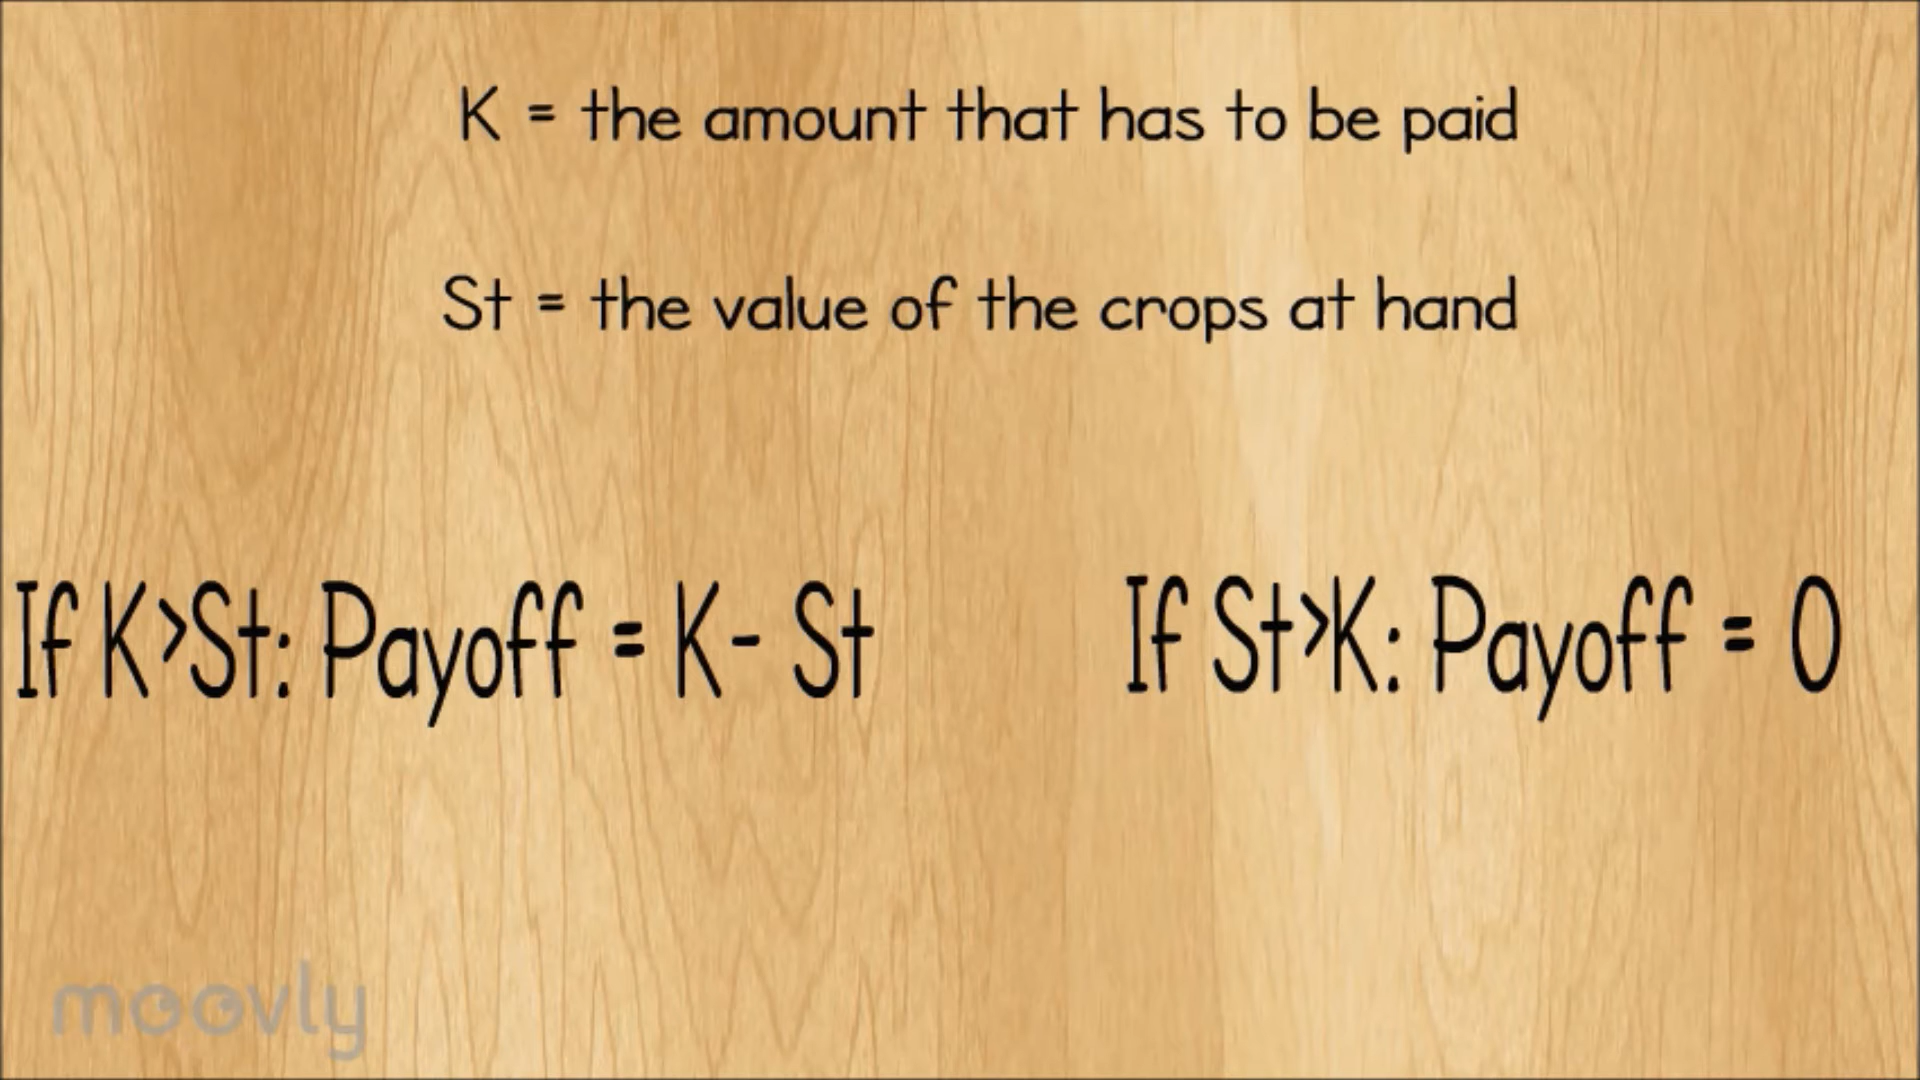 K = the amount that has to be paid
St = the value of the crops at hand
If K>St: Payoff = K- St
If St>K: Payoff = 0
moovly